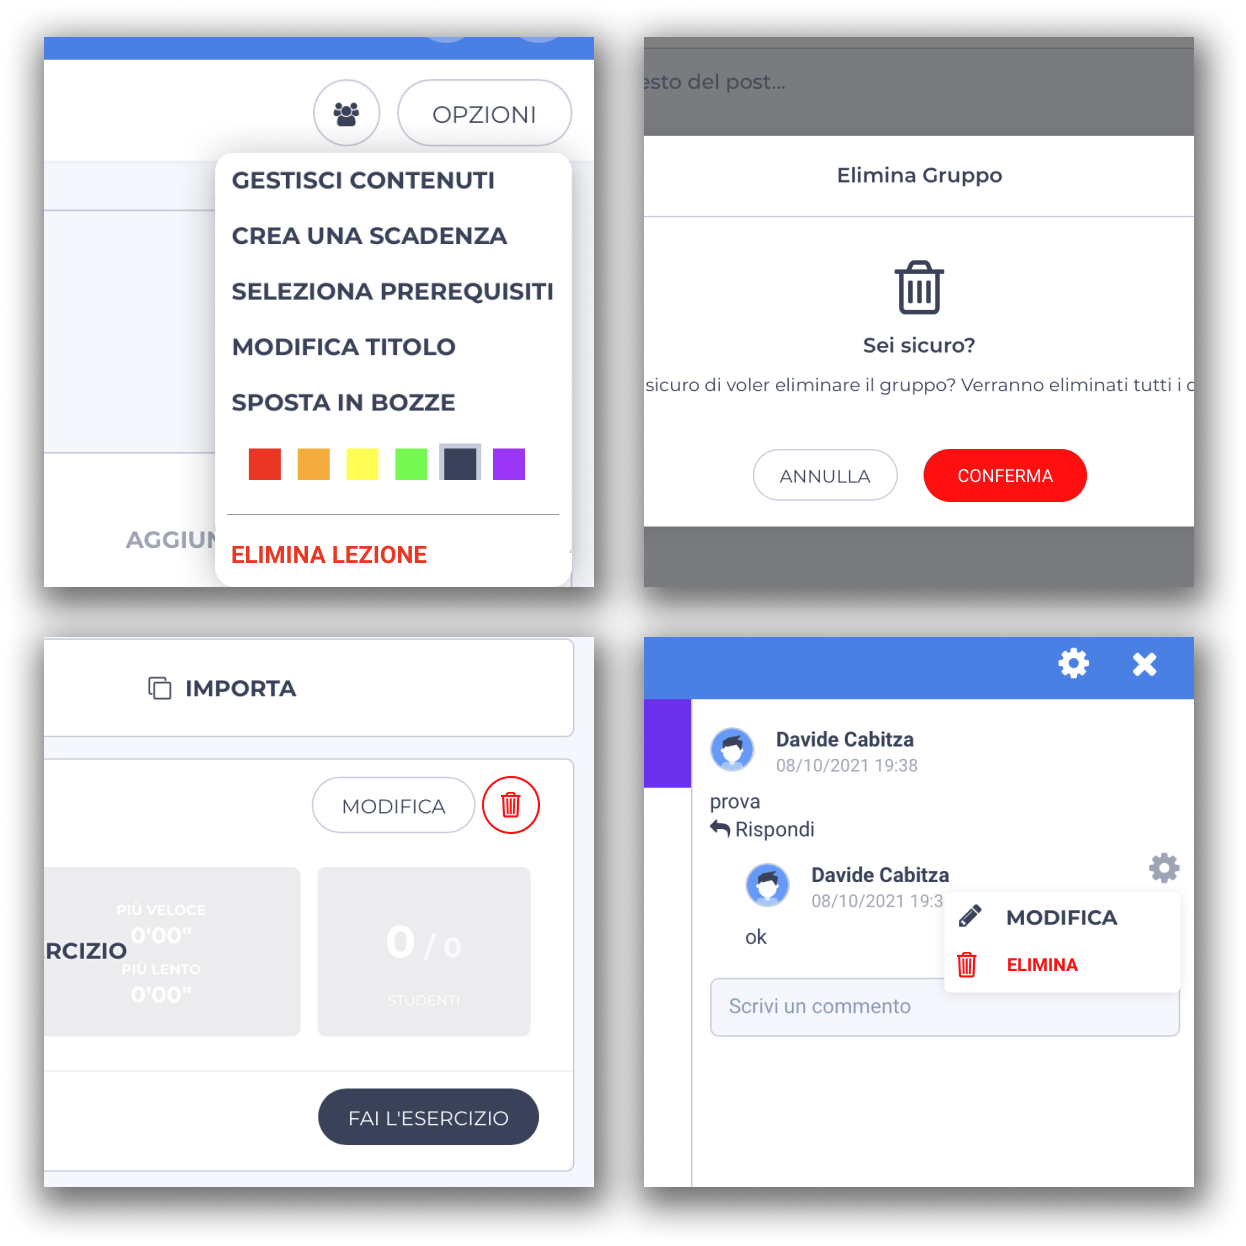 OPZIONI
GESTISCI CONTENUTI
CREA UNA SCADENZA
SELEZIONA PREREQUISITI
MODIFICA TITOLO
SPOSTA IN BOZZE
AGGIUN
ELIMINA LEZIONE
esto del post...
Elimina Gruppo
Sei sicuro?
sicuro di voler eliminare il gruppo? Verranno eliminati tutti i c
ANNULLA
CONFERMA
IMPORTA
MODIFICA
PIÙ VELOCE
0'00"
RCIZIO
PIÙ LENTO
0'00"
0 / 0
STUDENTI
FAI L'ESERCIZIO
Davide Cabitza
08/10/2021 19:38
prova
Rispondi
Davide Cabitza
08/10/2021 19:3
ok
MODIFICA
ELIMINA
Scrivi un commento